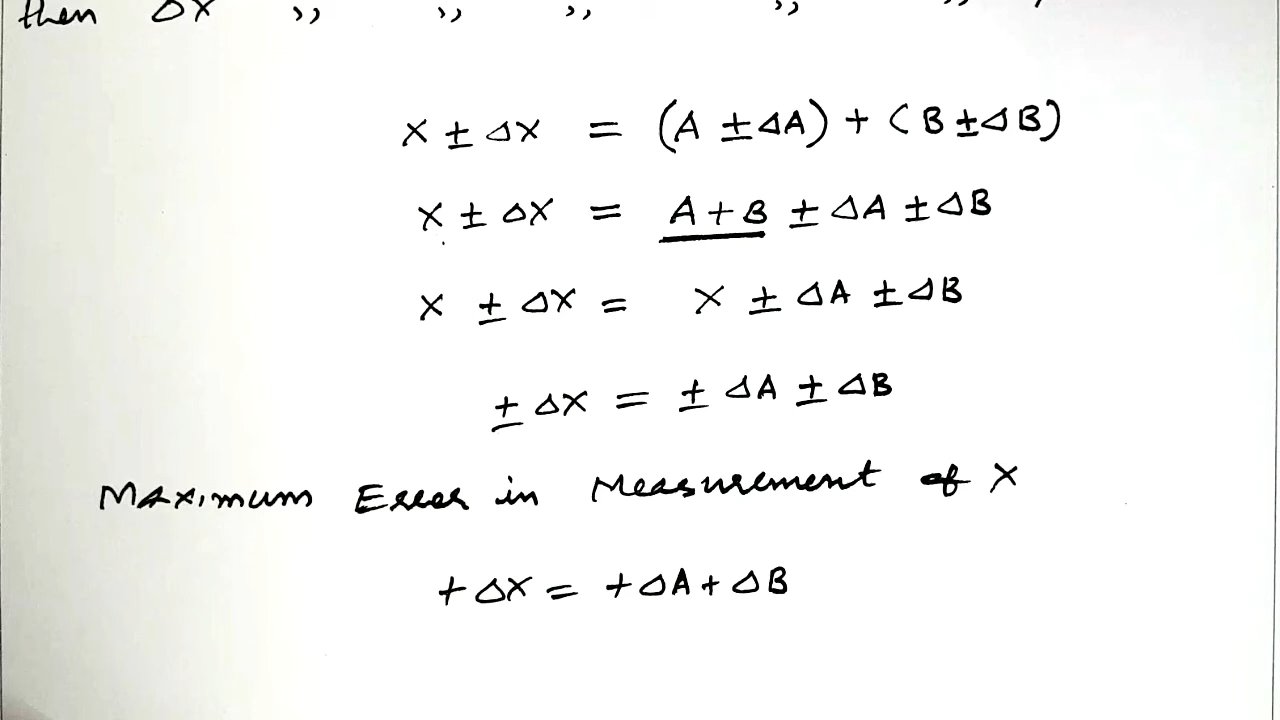 then ΔX ,, ,, ,, ,, ,,
X ± ΔX = (A ± ΔA) + (B ± ΔB)
X ± ΔX = A + B ± ΔA ± ΔB
X ± ΔX = X ± ΔA ± ΔB
± ΔX = ± ΔA ± ΔB
Maximum Error in Measurement of X
+ ΔX = + ΔA + ΔB